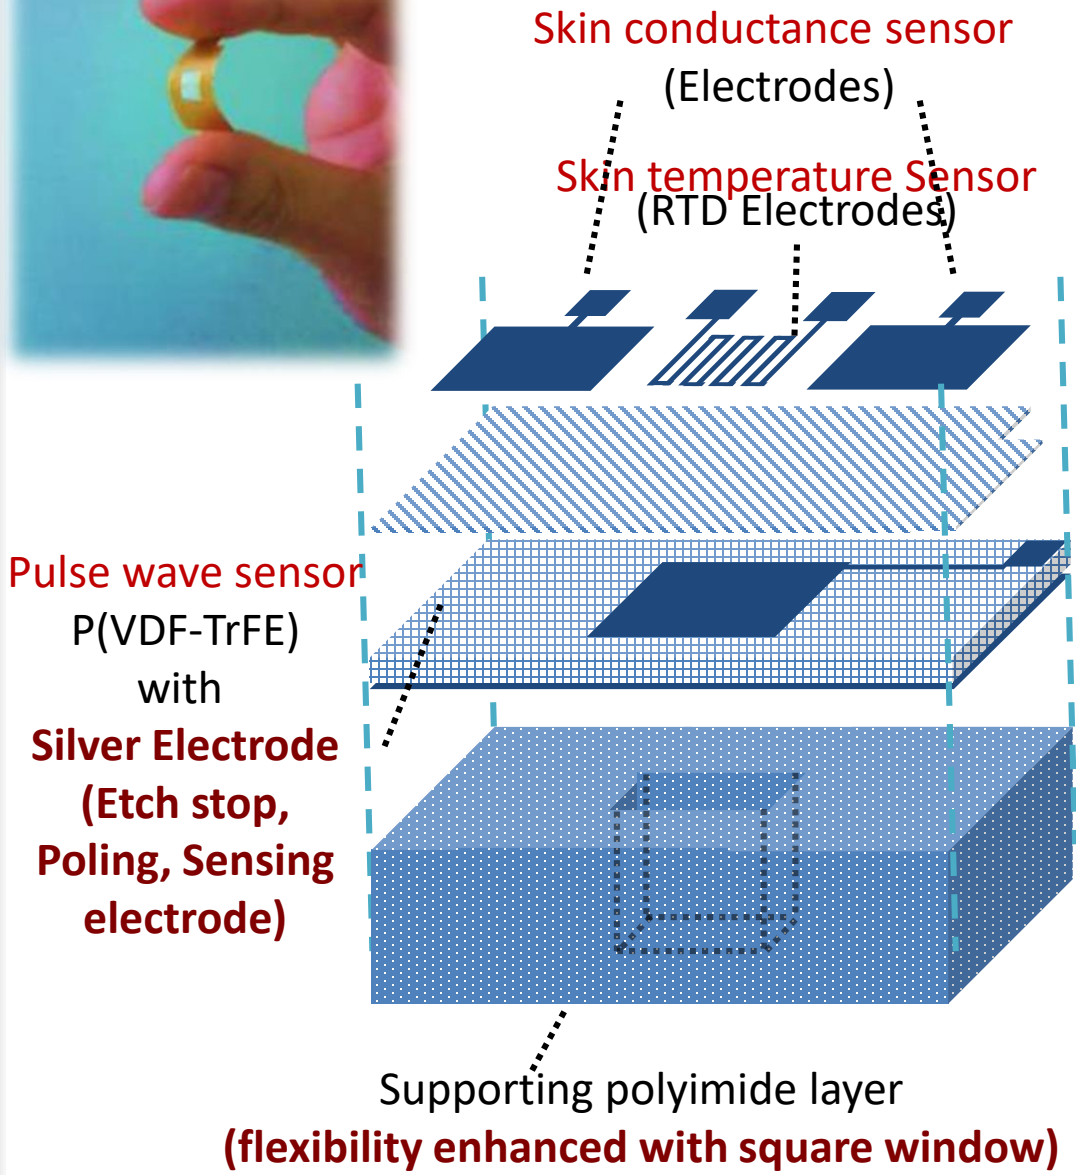 Skin conductance sensor
(Electrodes)
Skin temperature Sensor
(RTD Electrodes)
Pulse wave sensor
P(VDF-TrFE)
with
Silver Electrode
(Etch stop,
Poling, Sensing
electrode)
Supporting polyimide layer
(flexibility enhanced with square window)